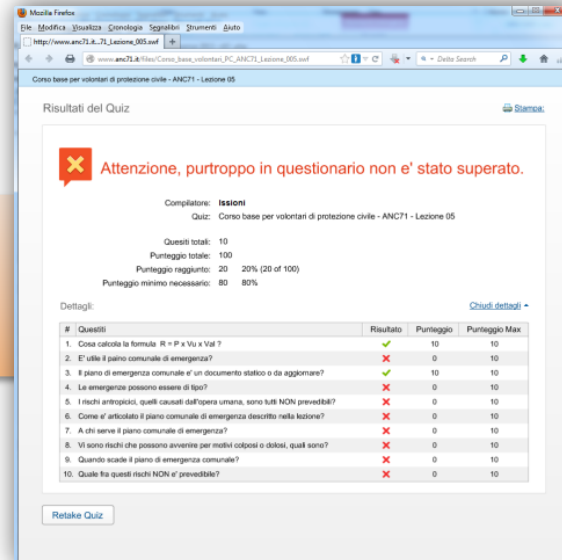 Mozilla Firefox
File Modifica Visualizza Cronologia Segnalibri Strumenti Aiuto
http://www.anc71.it...71_Lezione_005.swf
www.anc71.it/files/Corso_base_volontari_PC_ANC71_Lezione_005.swf
Delta Search
Corso base per volontari di protezione civile - ANC71 - Lezione 05
Risultati del Quiz
Stampa:
Attenzione, purtroppo in questionario non e' stato superato.
Compilatore: Issioni
Quiz: Corso base per volontari di protezione civile - ANC71 - Lezione 05
Quesiti totali: 10
Punteggio totale: 100
Punteggio raggiunto: 20 20% (20 of 100)
Punteggio minimo necessario: 80 80%
Dettagli:
Chiudi dettagli
# Questiti Risultato Punteggio Punteggio Max
1. Cosa calcola la formula R = P x Vu x Val ? 10 10
2. E' utile il paino comunale di emergenza? 0 10
3. Il piano di emergenza comunale e' un documento statico o da aggiornare? 10 10
4. Le emergenze possono essere di tipo? 0 10
5. I rischi antropicici, quelli causati dall'opera umana, sono tutti NON prevedibili? 0 10
6. Come e' articolato il piano comunale di emergenza descritto nella lezione? 0 10
7. A chi serve il piano comunale di emergenza? 0 10
8. Vi sono rischi che possono avvenire per motivi colposi o dolosi, quali sono? 0 10
9. Quando scade il piano di emergenza comunale? 0 10
10. Quale fra questi rischi NON e' prevedibile? 0 10
Retake Quiz